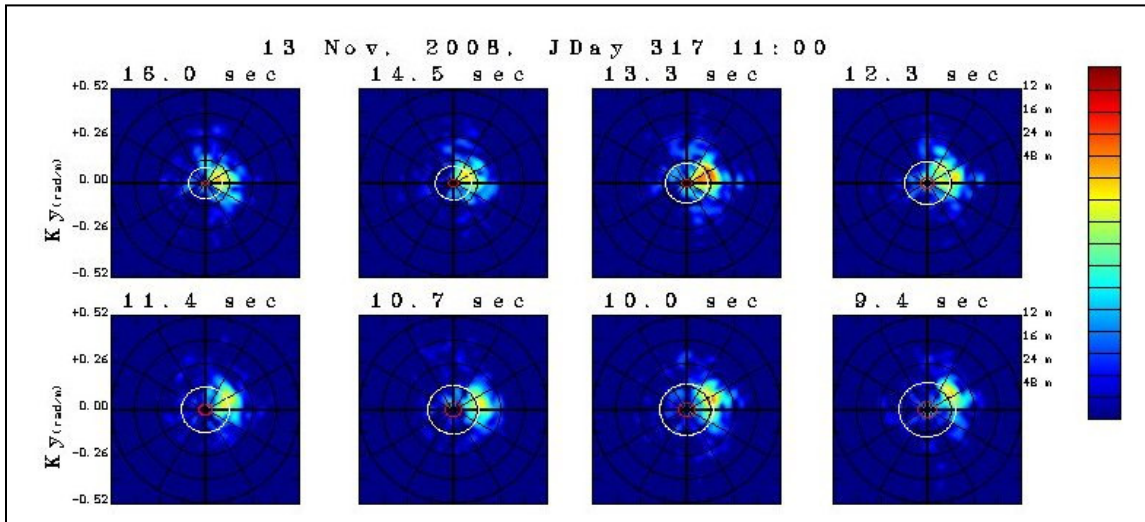 13 Nov, 2008, JDay 317 11:00
16.0 sec
14.5 sec
13.3 sec
12.3 sec
+0.52
+0.26
0.00
-0.26
-0.52
Ky(rad/m)
12 m
16 m
24 m
48 m
11.4 sec
10.7 sec
10.0 sec
9.4 sec
+0.52
+0.26
0.00
-0.26
-0.52
Ky(rad/m)
12 m
16 m
24 m
48 m